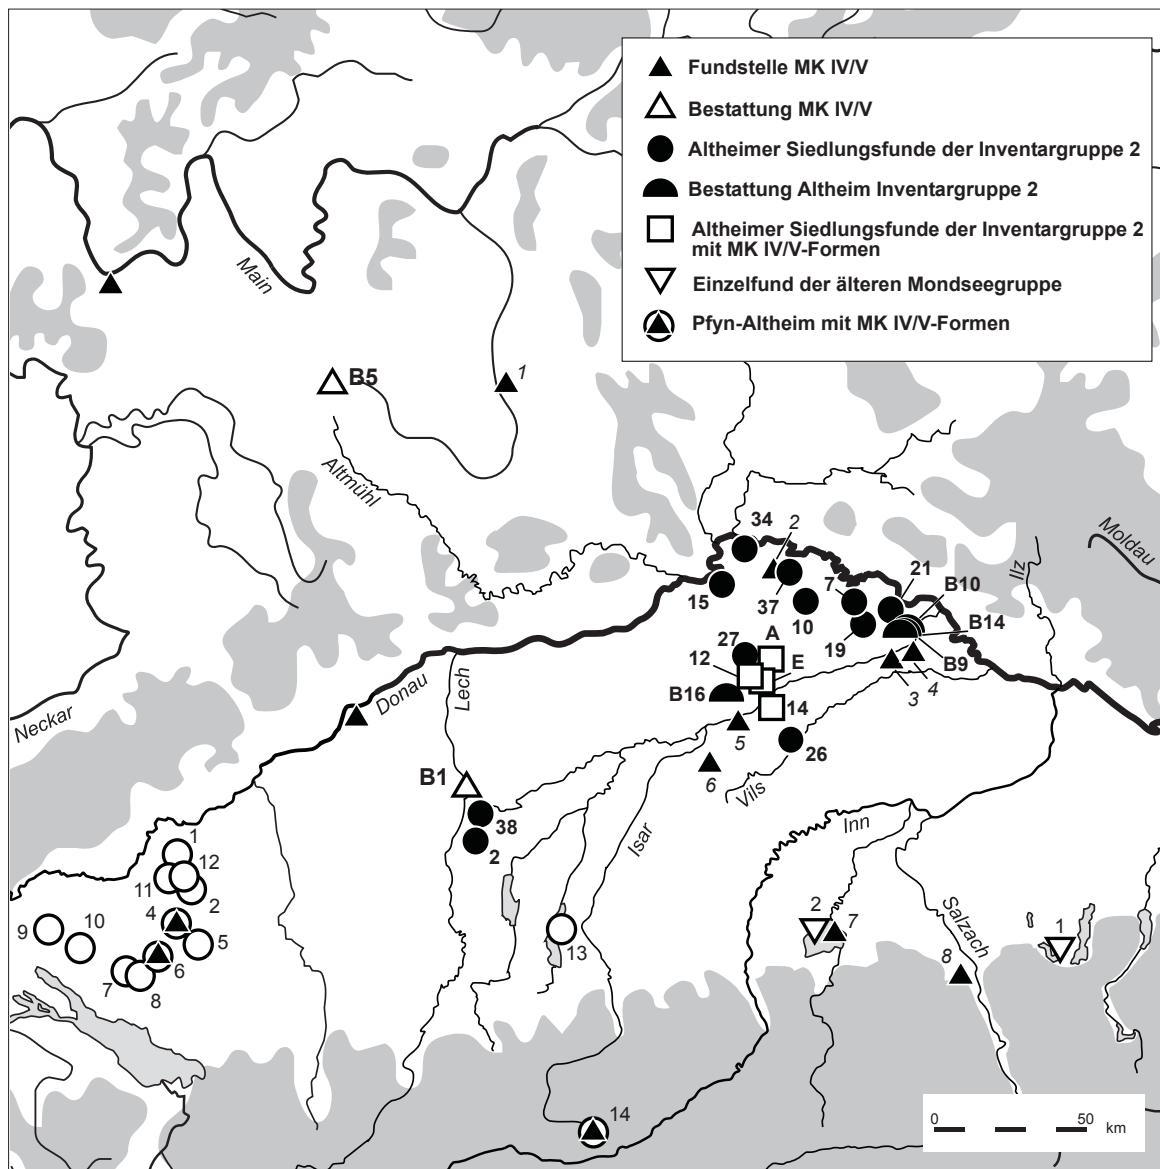 Fundstelle MK IV/V
Bestattung MK IV/V
Altheimer Siedlungsfunde der Inventargruppe 2
Bestattung Altheim Inventargruppe 2
Altheimer Siedlungsfunde der Inventargruppe 2
mit MK IV/V-Formen
Einzelfund der älteren Mondseegruppe
Pfyn-Altheim mit MK IV/V-Formen
Main
B5
1
Altmühl
34
2
Moldau
Ilz
21
B10
7
15
37
10
B14
A
19
27
B9
E
12
4
3
B16
14
Lech
Donau
Neckar
5
26
6
Vils
B1
38
2
Isar
Inn
1
12
11
2
4
9
10
5
6
7
8
13
2
7
Salzach
1
8
14
0
50
km